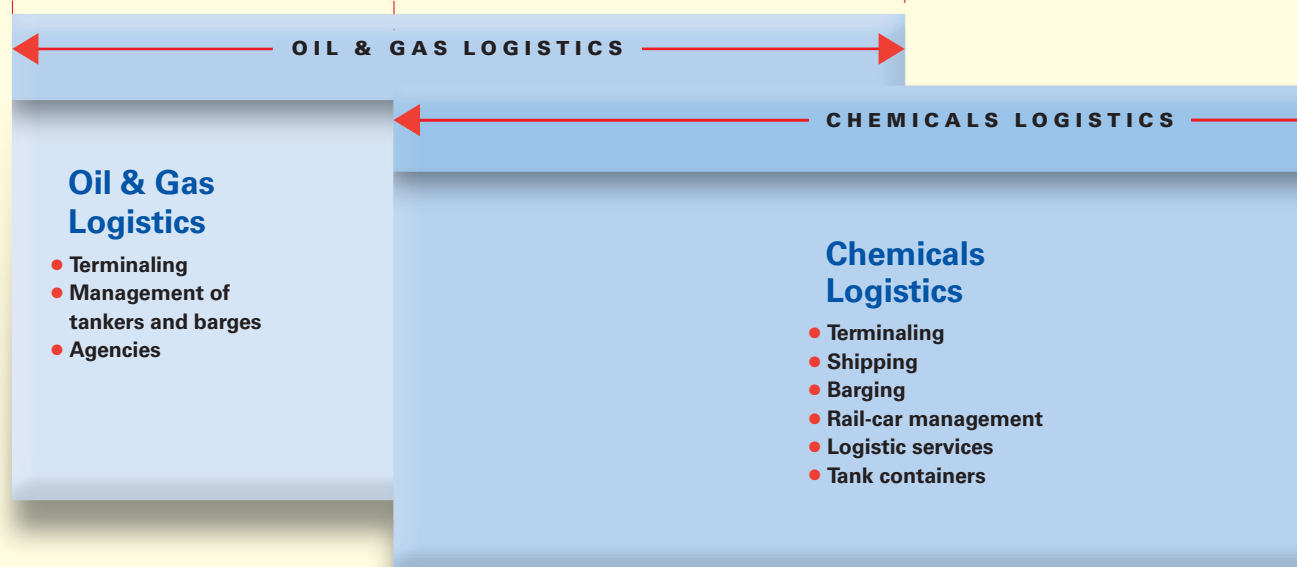 OIL & GAS LOGISTICS
CHEMICALS LOGISTICS
Oil & Gas
Logistics
● Terminaling
● Management of
tankers and barges
● Agencies
Chemicals
Logistics
● Terminaling
● Shipping
● Barging
● Rail-car management
● Logistic services
● Tank containers